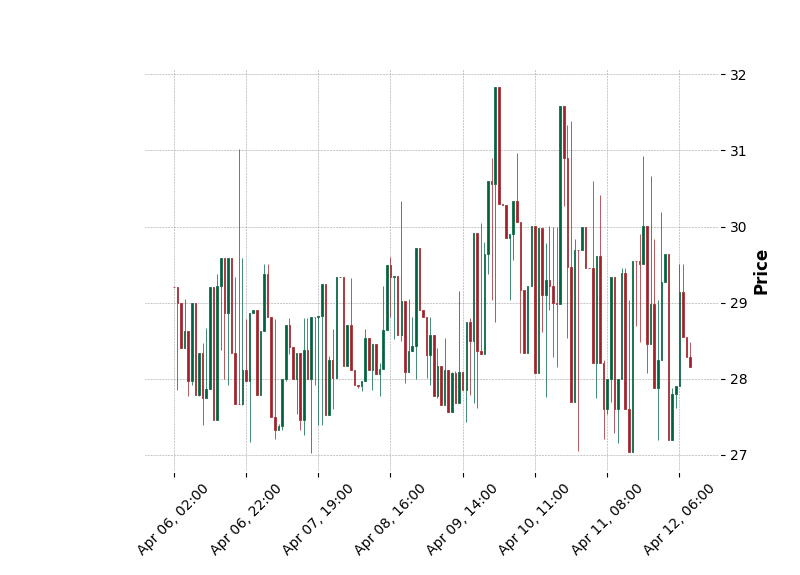 32
31
30
29
28
27
Price
Apr 06, 02:00
Apr 06, 22:00
Apr 07, 19:00
Apr 08, 16:00
Apr 09, 14:00
Apr 10, 11:00
Apr 11, 08:00
Apr 12, 06:00